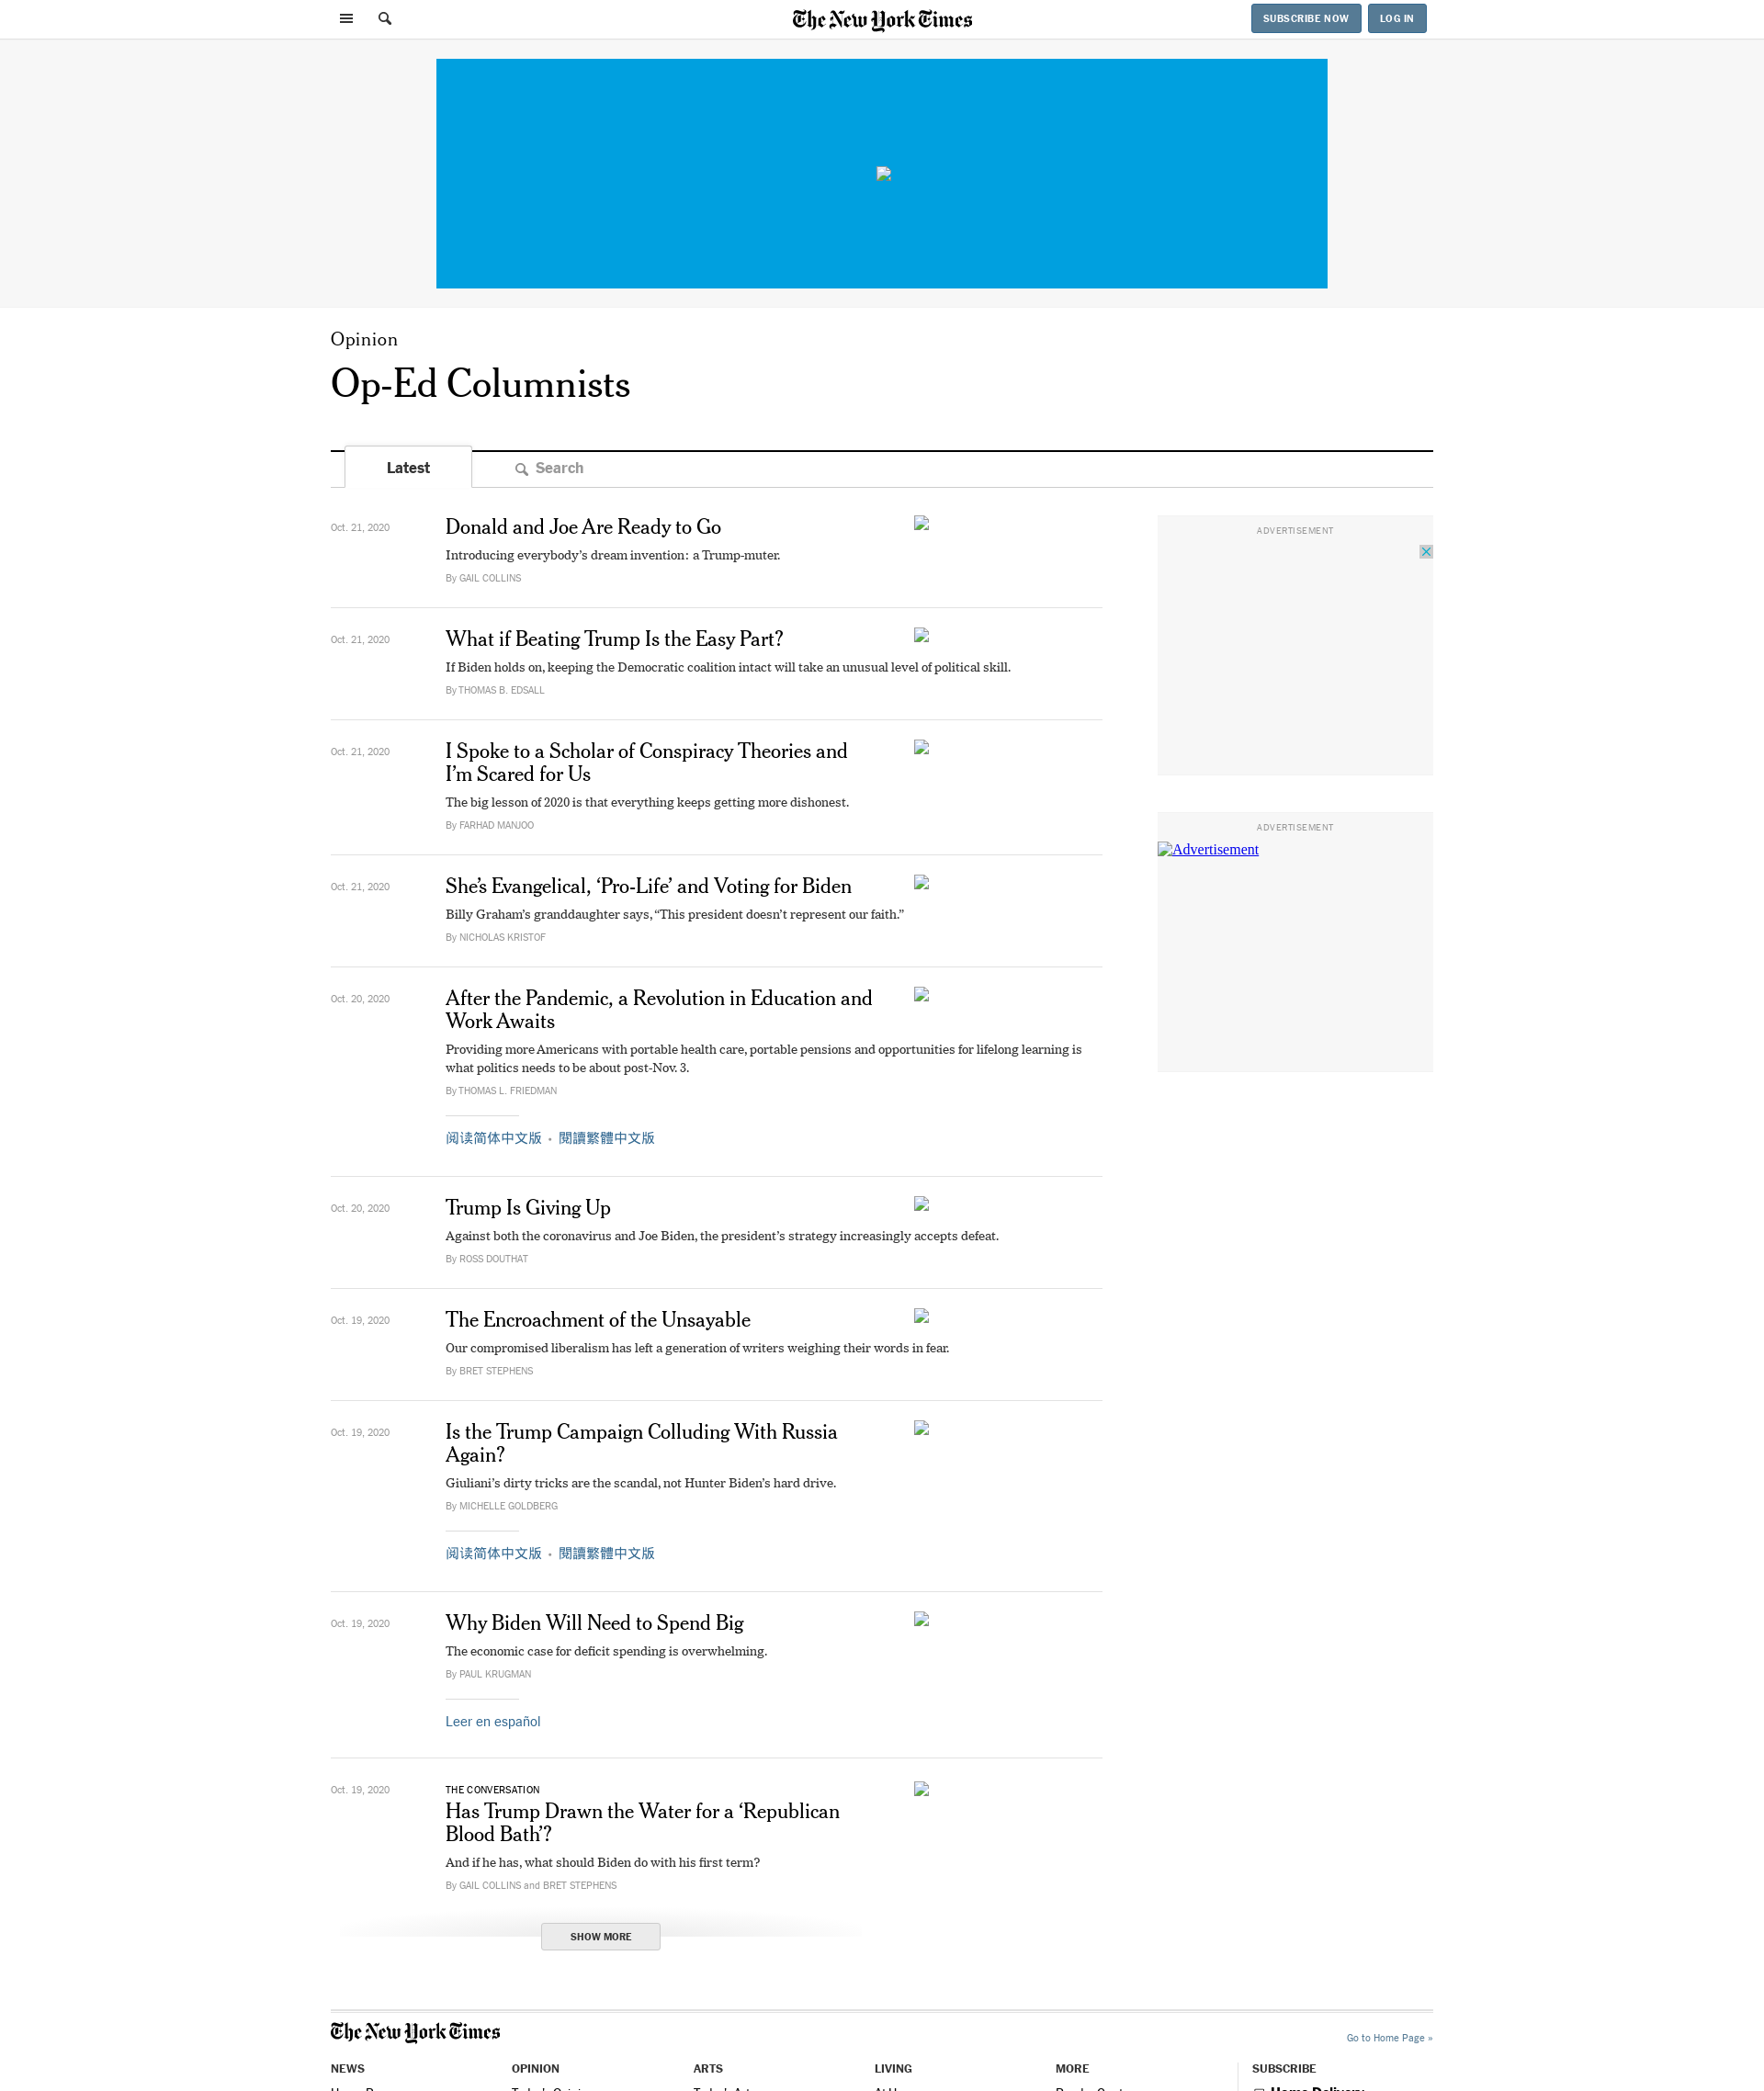 The New York Times
SUBSCRIBE NOW
LOG IN
Opinion
Op-Ed Columnists
Latest
Search
Oct. 21, 2020
Donald and Joe Are Ready to Go
Introducing everybody’s dream invention: a Trump-muter.
By GAIL COLLINS
Oct. 21, 2020
What if Beating Trump Is the Easy Part?
If Biden holds on, keeping the Democratic coalition intact will take an unusual level of political skill.
By THOMAS B. EDSALL
Oct. 21, 2020
I Spoke to a Scholar of Conspiracy Theories and
I’m Scared for Us
The big lesson of 2020 is that everything keeps getting more dishonest.
By FARHAD MANJOO
Oct. 21, 2020
She’s Evangelical, ‘Pro-Life’ and Voting for Biden
Billy Graham’s granddaughter says, “This president doesn’t represent our faith.”
By NICHOLAS KRISTOF
Oct. 20, 2020
After the Pandemic, a Revolution in Education and
Work Awaits
Providing more Americans with portable health care, portable pensions and opportunities for lifelong learning is
what politics needs to be about post-Nov. 3.
By THOMAS L. FRIEDMAN
阅读简体中文版 • 閱讀繁體中文版
Oct. 20, 2020
Trump Is Giving Up
Against both the coronavirus and Joe Biden, the president’s strategy increasingly accepts defeat.
By ROSS DOUTHAT
Oct. 19, 2020
The Encroachment of the Unsayable
Our compromised liberalism has left a generation of writers weighing their words in fear.
By BRET STEPHENS
Oct. 19, 2020
Is the Trump Campaign Colluding With Russia
Again?
Giuliani’s dirty tricks are the scandal, not Hunter Biden’s hard drive.
By MICHELLE GOLDBERG
阅读简体中文版 • 閱讀繁體中文版
Oct. 19, 2020
Why Biden Will Need to Spend Big
The economic case for deficit spending is overwhelming.
By PAUL KRUGMAN
Leer en español
Oct. 19, 2020
THE CONVERSATION
Has Trump Drawn the Water for a ‘Republican
Blood Bath’?
And if he has, what should Biden do with his first term?
By GAIL COLLINS and BRET STEPHENS
SHOW MORE
ADVERTISEMENT
ADVERTISEMENT
Advertisement
The New York Times
Go to Home Page »
NEWS
OPINION
ARTS
LIVING
MORE
SUBSCRIBE